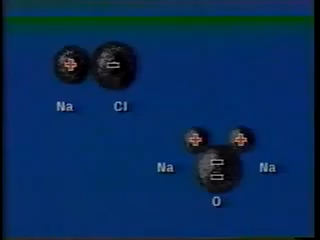 + −
Na Cl
+ +
Na − Na
−
O